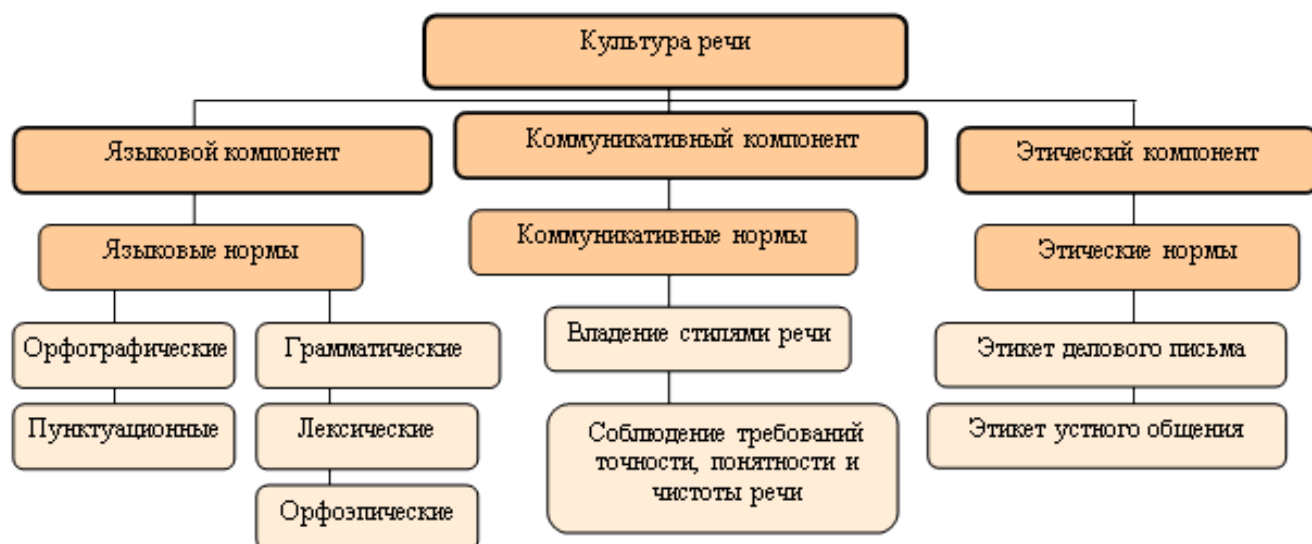 Культура речи
Языковой компонент
Коммуникативный компонент
Этический компонент
Языковые нормы
Коммуникативные нормы
Этические нормы
Орфографические
Грамматические
Владение стилями речи
Этикет делового письма
Пунктуационные
Лексические
Соблюдение требований
точности, понятности и
чистоты речи
Этикет устного общения
Орфоэпические